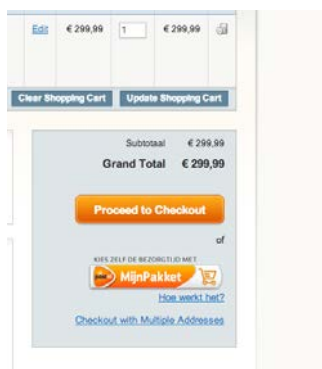 Edit € 299,99 1 € 299,99
Clear Shopping Cart Update Shopping Cart
Subtotaal € 299,99
Grand Total € 299,99
Proceed to Checkout
of
KIES ZELF DE BEZORGTIJD MET
MijnPakket
Hoe werkt het?
Checkout with Multiple Addresses